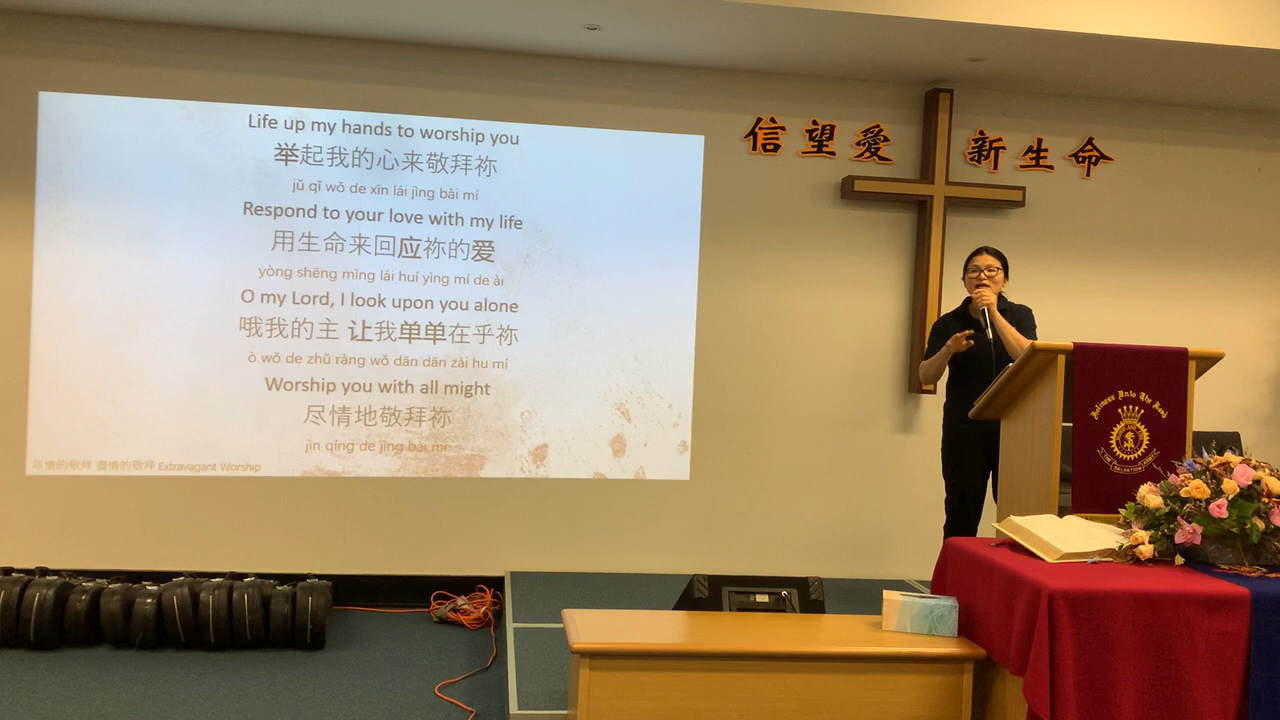 Life up my hands to worship you
举起我的心来敬拜祢
jǔ qǐ wǒ de xīn lái jìng bài mí
Respond to your love with my life
用生命来回应祢的爱
yòng shēng mìng lái huí yìng mí de ài
O my Lord, I look upon you alone
哦我的主 让我单单在乎祢
ò wǒ de zhǔ ràng wǒ dān dān zài hu mí
Worship you with all might
尽情地敬拜祢
jìn qíng de jìng bài mí
尽情的敬拜 盡情的敬拜 Extravagant Worship
信望愛 新生命
Holiness Unto The Lord
THE SALVATION ARMY